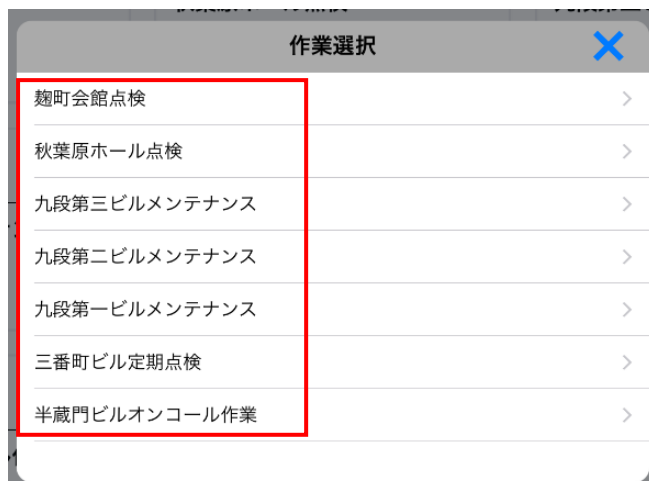 作業選択
麹町会館点検
秋葉原ホール点検
九段第三ビルメンテナンス
九段第二ビルメンテナンス
九段第一ビルメンテナンス
三番町ビル定期点検
半蔵門ビルオンコール作業